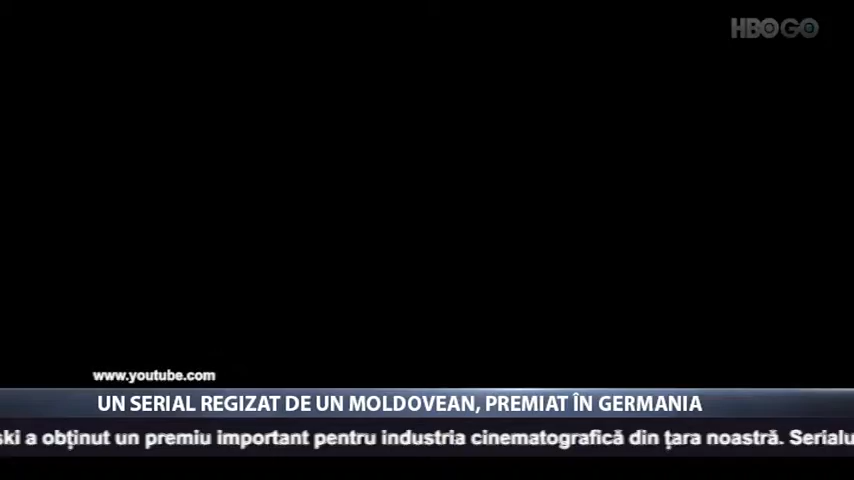 HBO GO
www.youtube.com
UN SERIAL REGIZAT DE UN MOLDOVEAN, PREMIAT ÎN GERMANIA
ski a obținut un premiu important pentru industria cinematografică din țara noastră. Serialu